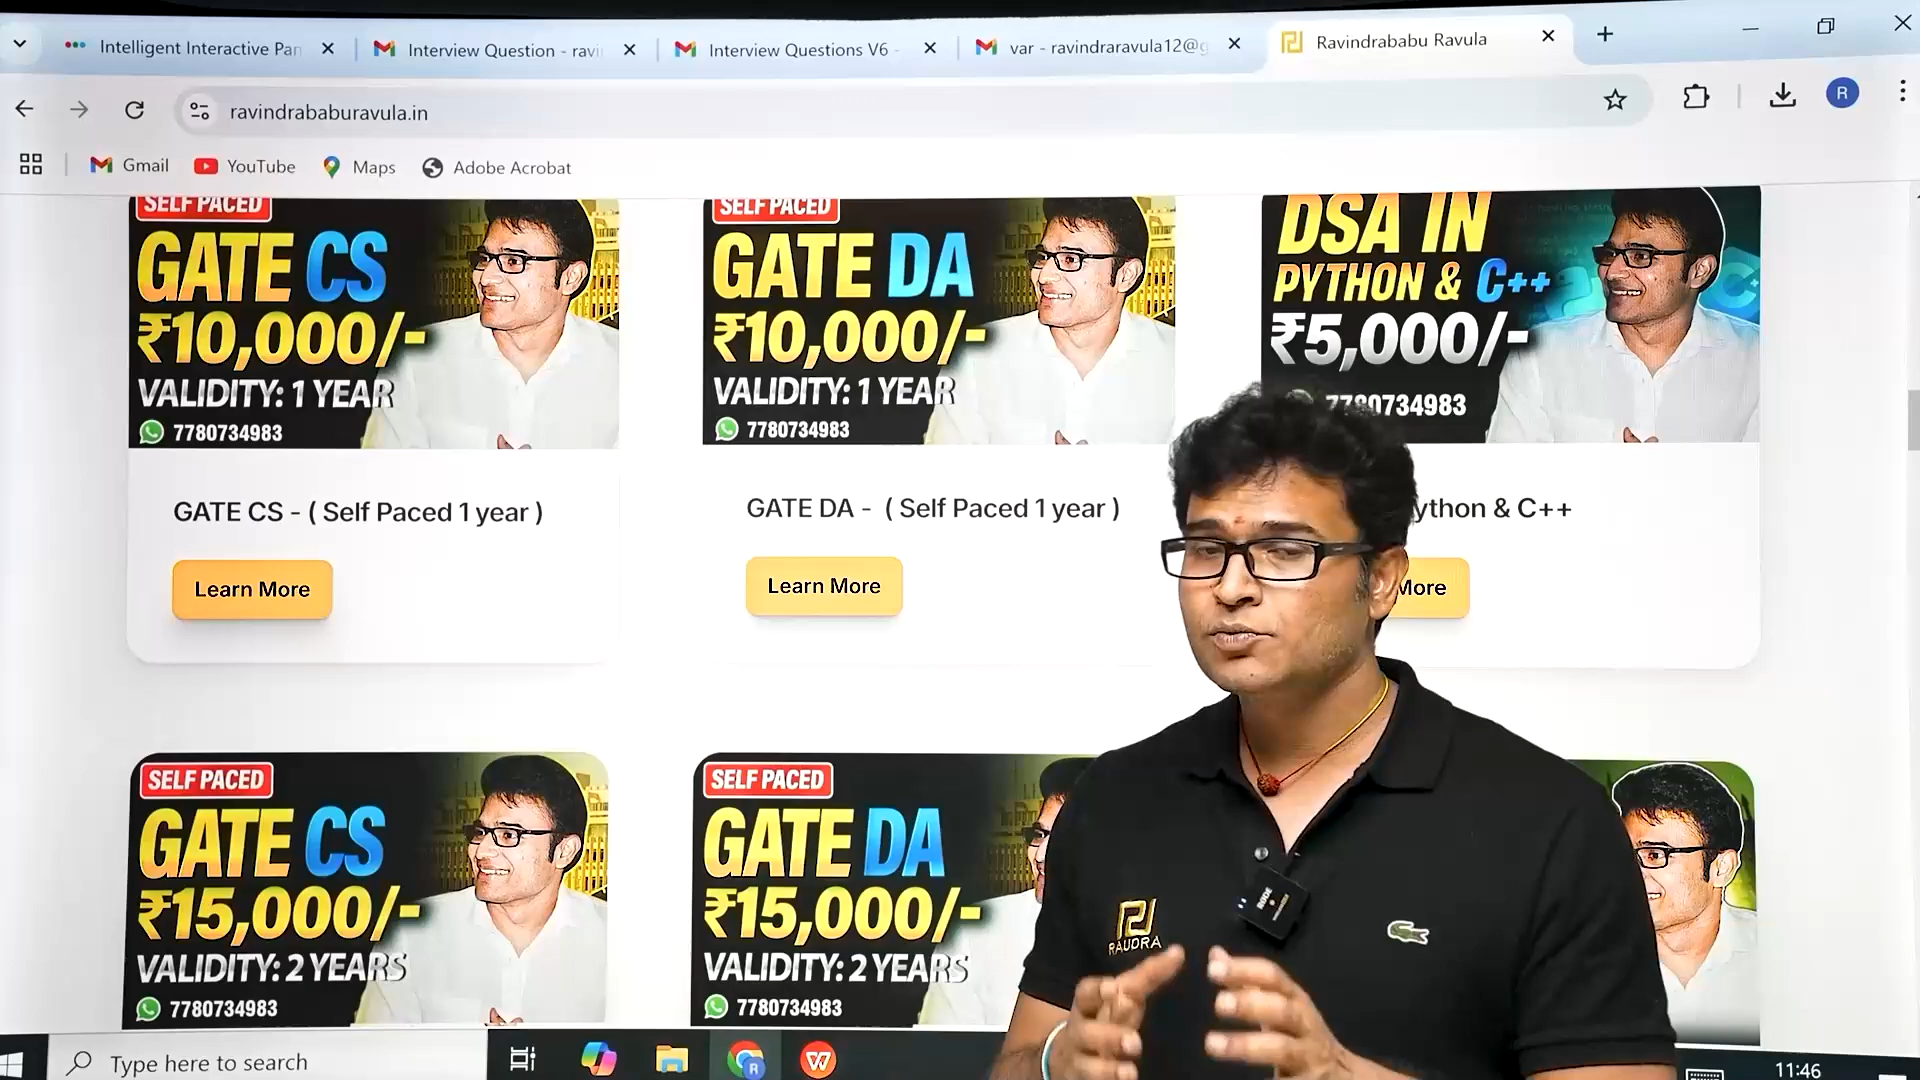 Intelligent Interactive Pan
Interview Question - ravi
Interview Questions V6 -
var - ravindraravula12@g
Ravindrababu Ravula
ravindrababuravula.in
R
Gmail
YouTube
Maps
Adobe Acrobat
SELF PACED
GATE CS
₹10,000/-
VALIDITY: 1 YEAR
7780734983
GATE CS - ( Self Paced 1 year )
Learn More
SELF PACED
GATE DA
₹10,000/-
VALIDITY: 1 YEAR
7780734983
GATE DA - ( Self Paced 1 year )
Learn More
DSA IN
PYTHON & C++
₹5,000/-
7780734983
ython & C++
More
SELF PACED
GATE CS
₹15,000/-
VALIDITY: 2 YEARS
7780734983
SELF PACED
GATE DA
₹15,000/-
VALIDITY: 2 YEARS
7780734983
RODE
RAUDRA
Type here to search
R
W
11:46